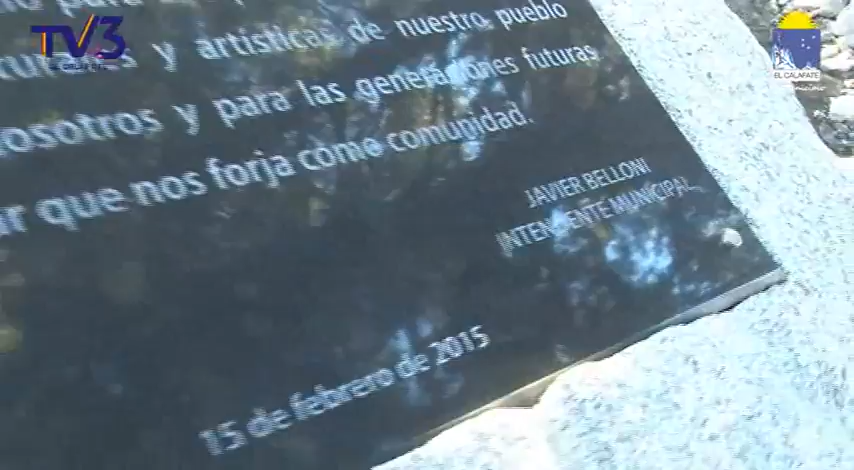 TV3
EL CALAFATE
y artísticas de nuestro pueblo
nosotros y para las generaciones futuras
que nos forja como comunidad.
JAVIER BELLONI
INTENDENTE MUNICIPAL
15 de febrero de 2015